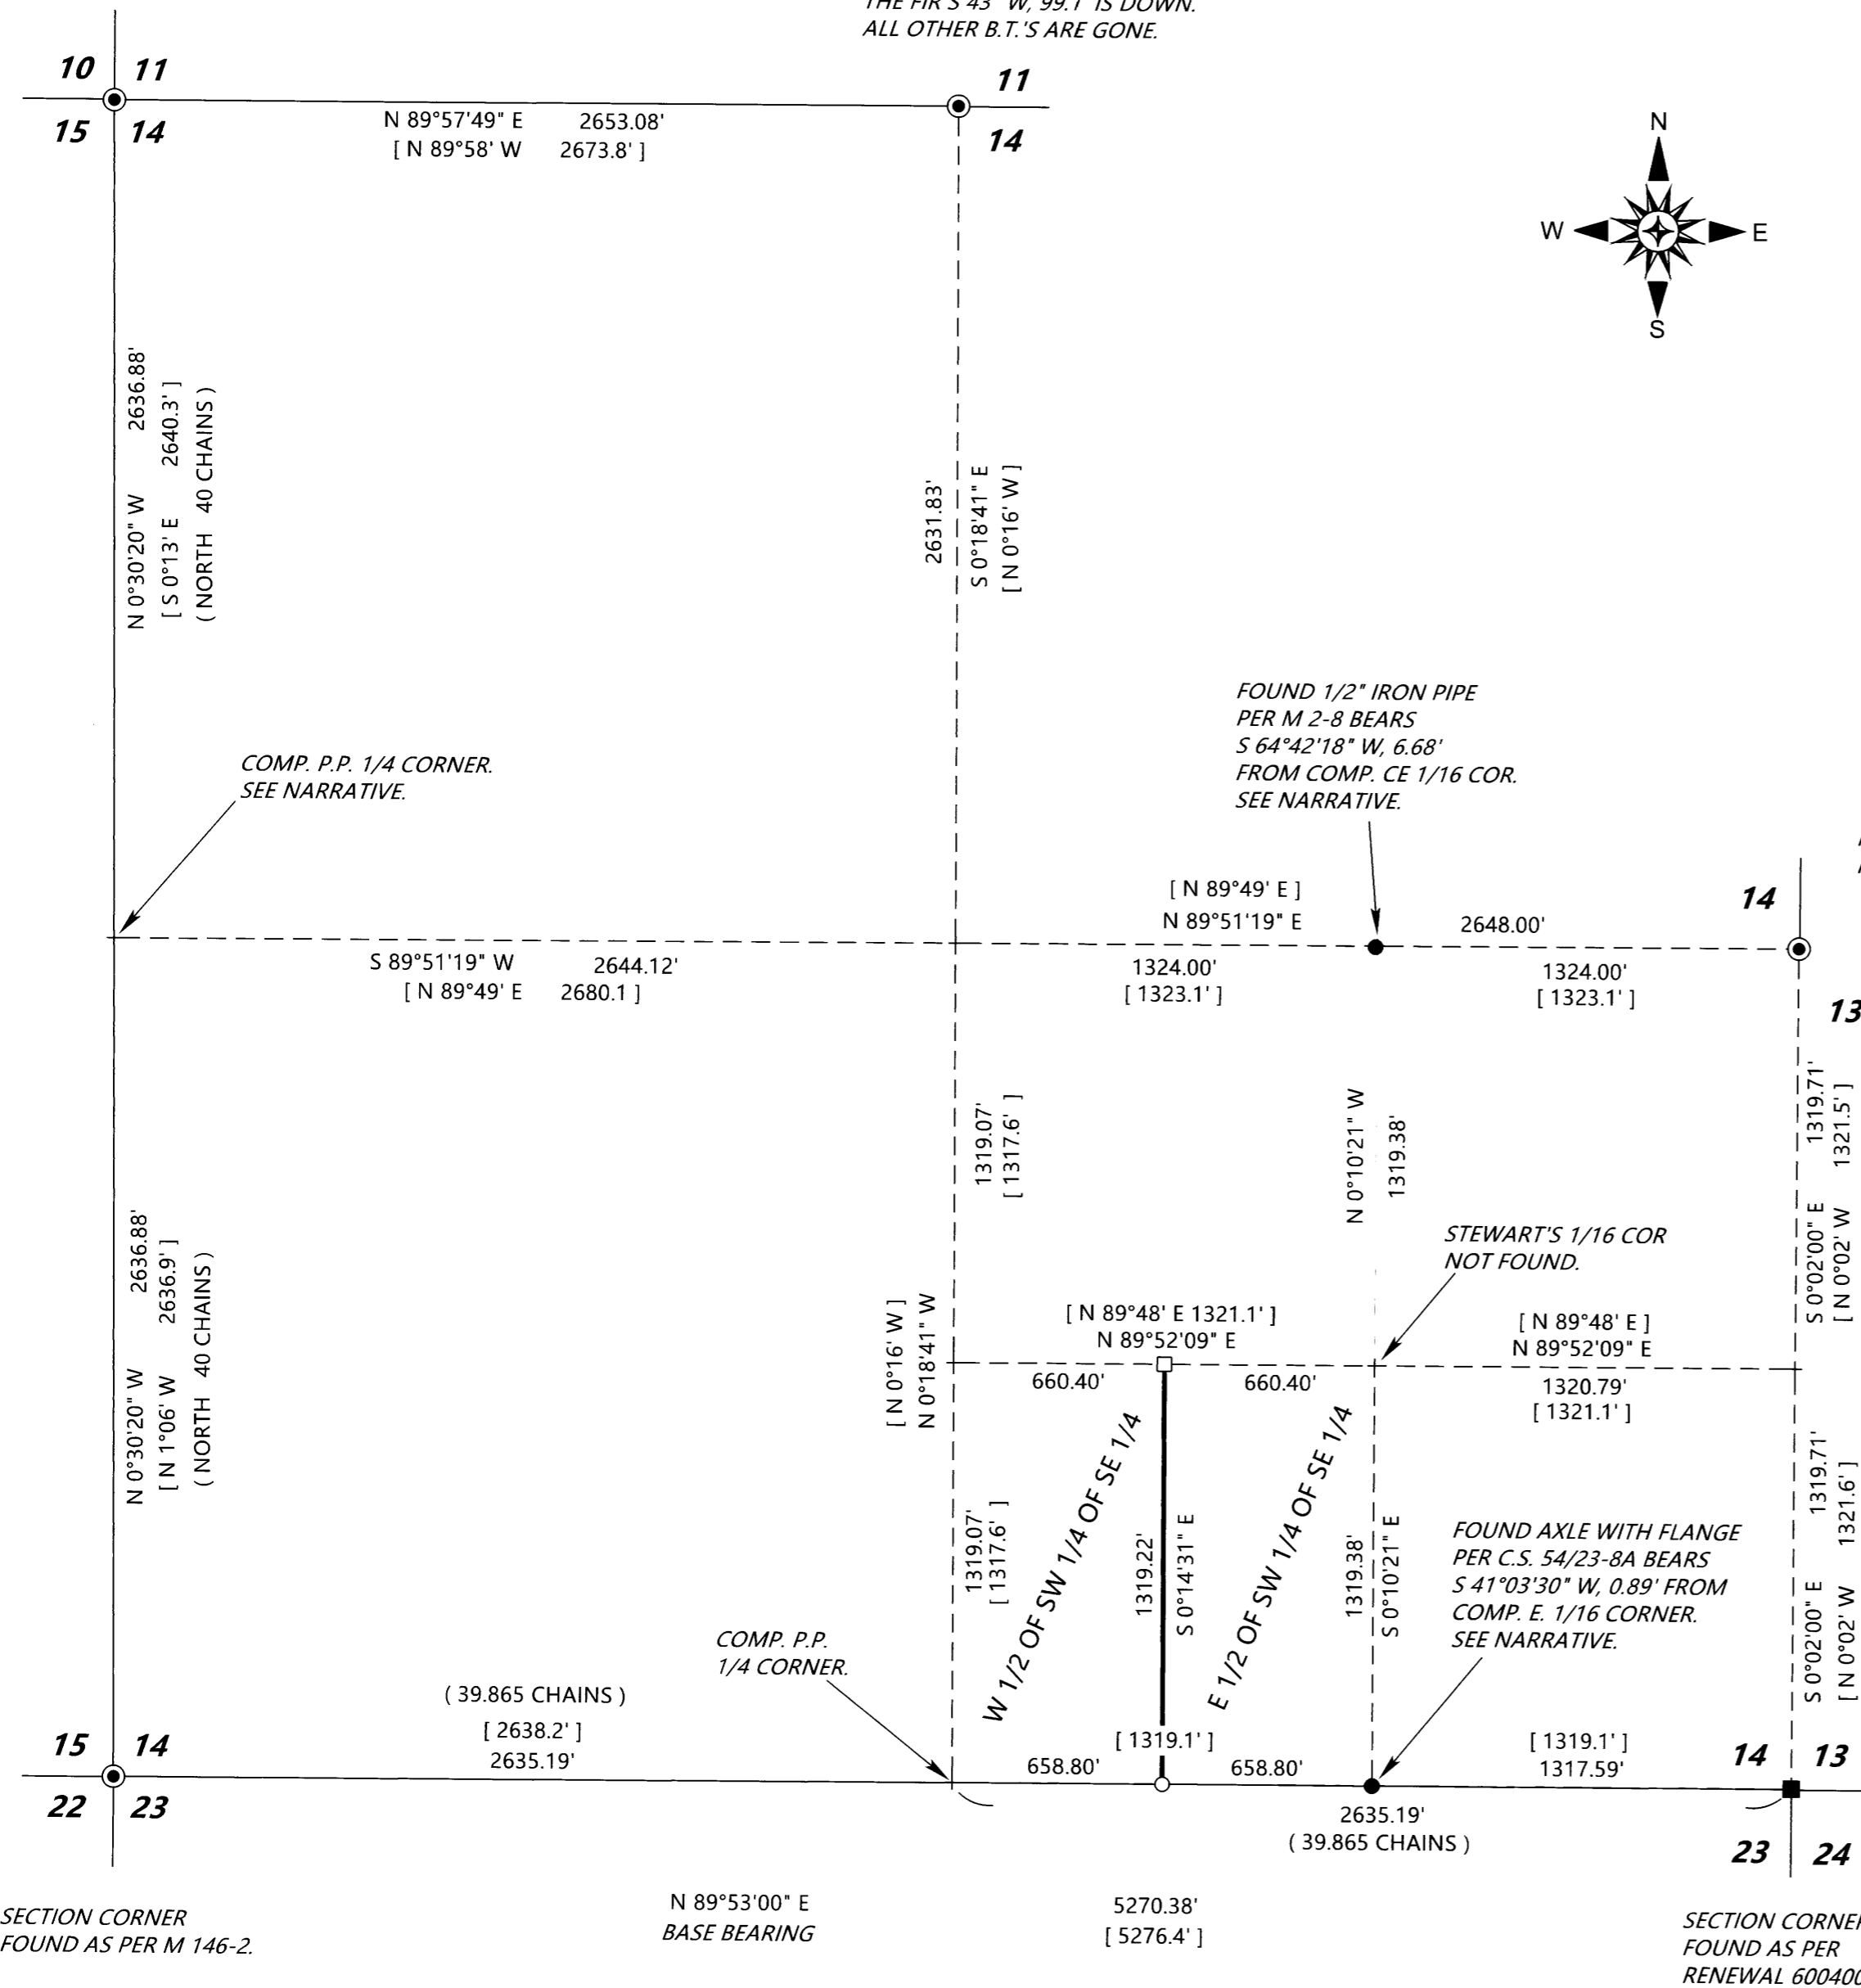 THE FIR S 43° W, 99.1' IS DOWN.
ALL OTHER B.T.'S ARE GONE.
10 11
15 14
11
14
N 89°57'49" E 2653.08'
[ N 89°58' W 2673.8' ]
N
W E
S
N 0°30'20" W 2636.88'
[ S 0°13' E 2640.3' ]
( NORTH 40 CHAINS )
2631.83'
S 0°18'41" E
[ N 0°16' W ]
FOUND 1/2" IRON PIPE
PER M 2-8 BEARS
S 64°42'18" W, 6.68'
FROM COMP. CE 1/16 COR.
SEE NARRATIVE.
COMP. P.P. 1/4 CORNER.
SEE NARRATIVE.
[ N 89°49' E ]
N 89°51'19" E
2648.00'
14
13
S 89°51'19" W 2644.12'
[ N 89°49' E 2680.1 ]
1324.00'
[ 1323.1' ]
1324.00'
[ 1323.1' ]
1319.07'
[ 1317.6' ]
N 0°10'21" W
1319.38'
S 0°02'00" E 1319.71'
[ N 0°02' W 1321.5' ]
STEWART'S 1/16 COR
NOT FOUND.
N 0°30'20" W 2636.88'
[ N 1°06' W 2636.9' ]
( NORTH 40 CHAINS )
[ N 0°16' W ]
N 0°18'41" W
[ N 89°48' E 1321.1' ]
N 89°52'09" E
[ N 89°48' E ]
N 89°52'09" E
660.40'
660.40'
1320.79'
[ 1321.1' ]
1319.07'
[ 1317.6' ]
W 1/2 OF SW 1/4 OF SE 1/4
1319.22'
S 0°14'31" E
E 1/2 OF SW 1/4 OF SE 1/4
1319.38'
S 0°10'21" E
FOUND AXLE WITH FLANGE
PER C.S. 54/23-8A BEARS
S 41°03'30" W, 0.89' FROM
COMP. E. 1/16 CORNER.
SEE NARRATIVE.
S 0°02'00" E 1319.71'
[ N 0°02' W 1321.6' ]
COMP. P.P.
1/4 CORNER.
( 39.865 CHAINS )
[ 2638.2' ]
2635.19'
[ 1319.1' ]
658.80'
658.80'
[ 1319.1' ]
1317.59'
15 14
22 23
14 13
23 24
2635.19'
( 39.865 CHAINS )
N 89°53'00" E 5270.38'
BASE BEARING [ 5276.4' ]
SECTION CORNER
FOUND AS PER M 146-2.
SECTION CORNER
FOUND AS PER
RENEWAL 600400